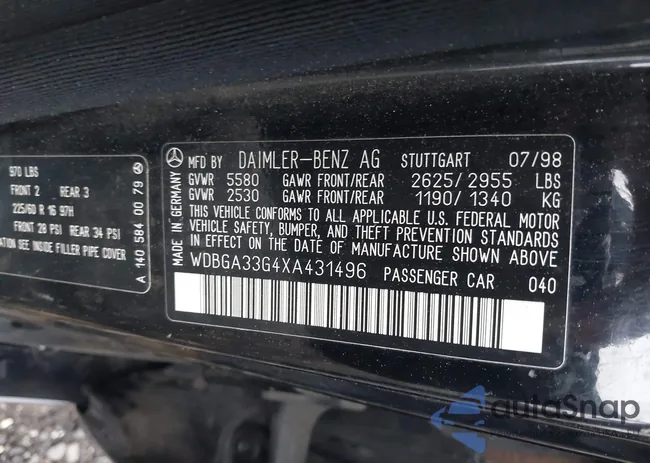 970 LBS
FRONT 2 REAR 3
225/60 R 16 97H
FRONT 28 PSI REAR 34 PSI
SEE INSIDE FILLER PIPE COVER
A 140 584 00 79
MADE IN GERMANY
MFD BY DAIMLER-BENZ AG STUTTGART 07/98
GVWR 5580 GAWR FRONT/REAR 2625/2955 LBS
GVWR 2530 GAWR FRONT/REAR 1190/1340 KG
THIS VEHICLE CONFORMS TO ALL APPLICABLE U.S. FEDERAL MOTOR
VEHICLE SAFETY, BUMPER, AND THEFT PREVENTION STANDARDS
IN EFFECT ON THE DATE OF MANUFACTURE SHOWN ABOVE
WDBGA33G4XA431496 PASSENGER CAR 040
autoSnap